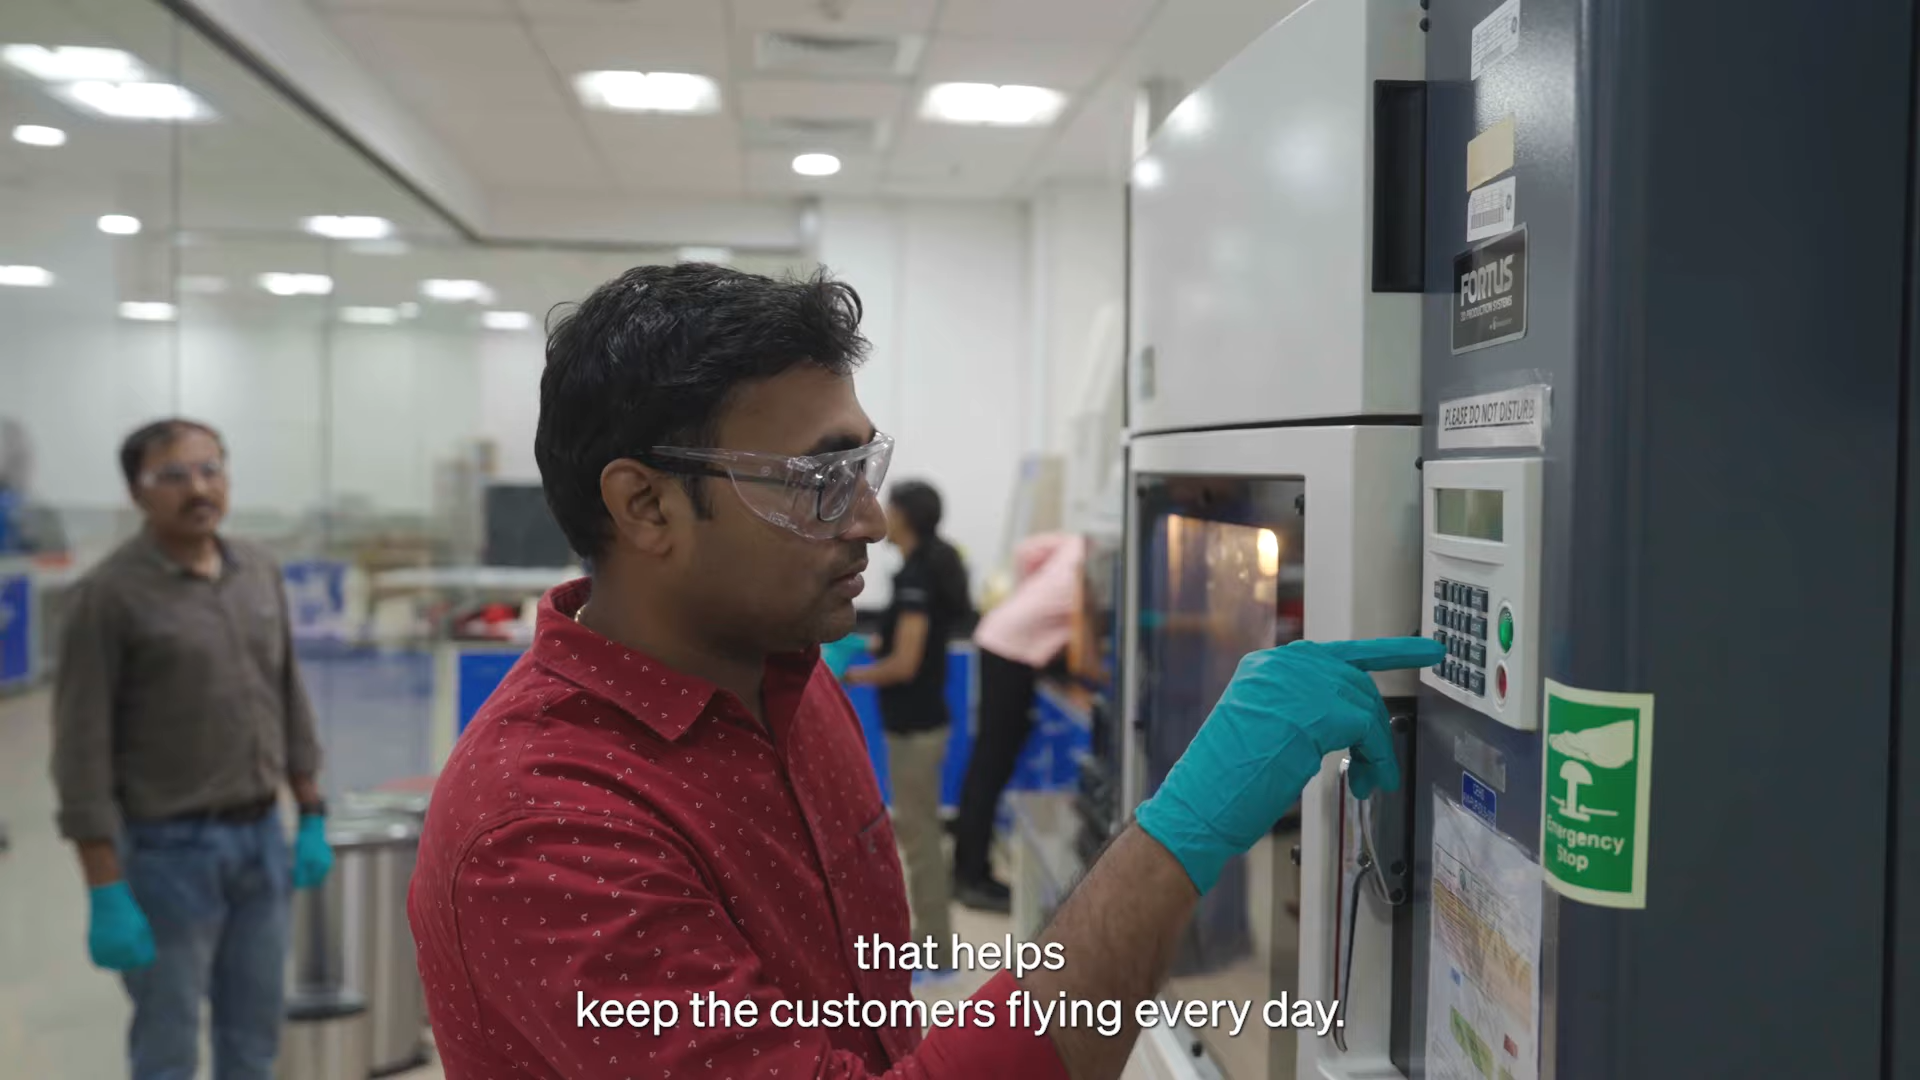 FORTUS
3D PRODUCTION SYSTEMS
PLEASE DO NOT DISTURB
Emergency
Stop
that helps
keep the customers flying every day.